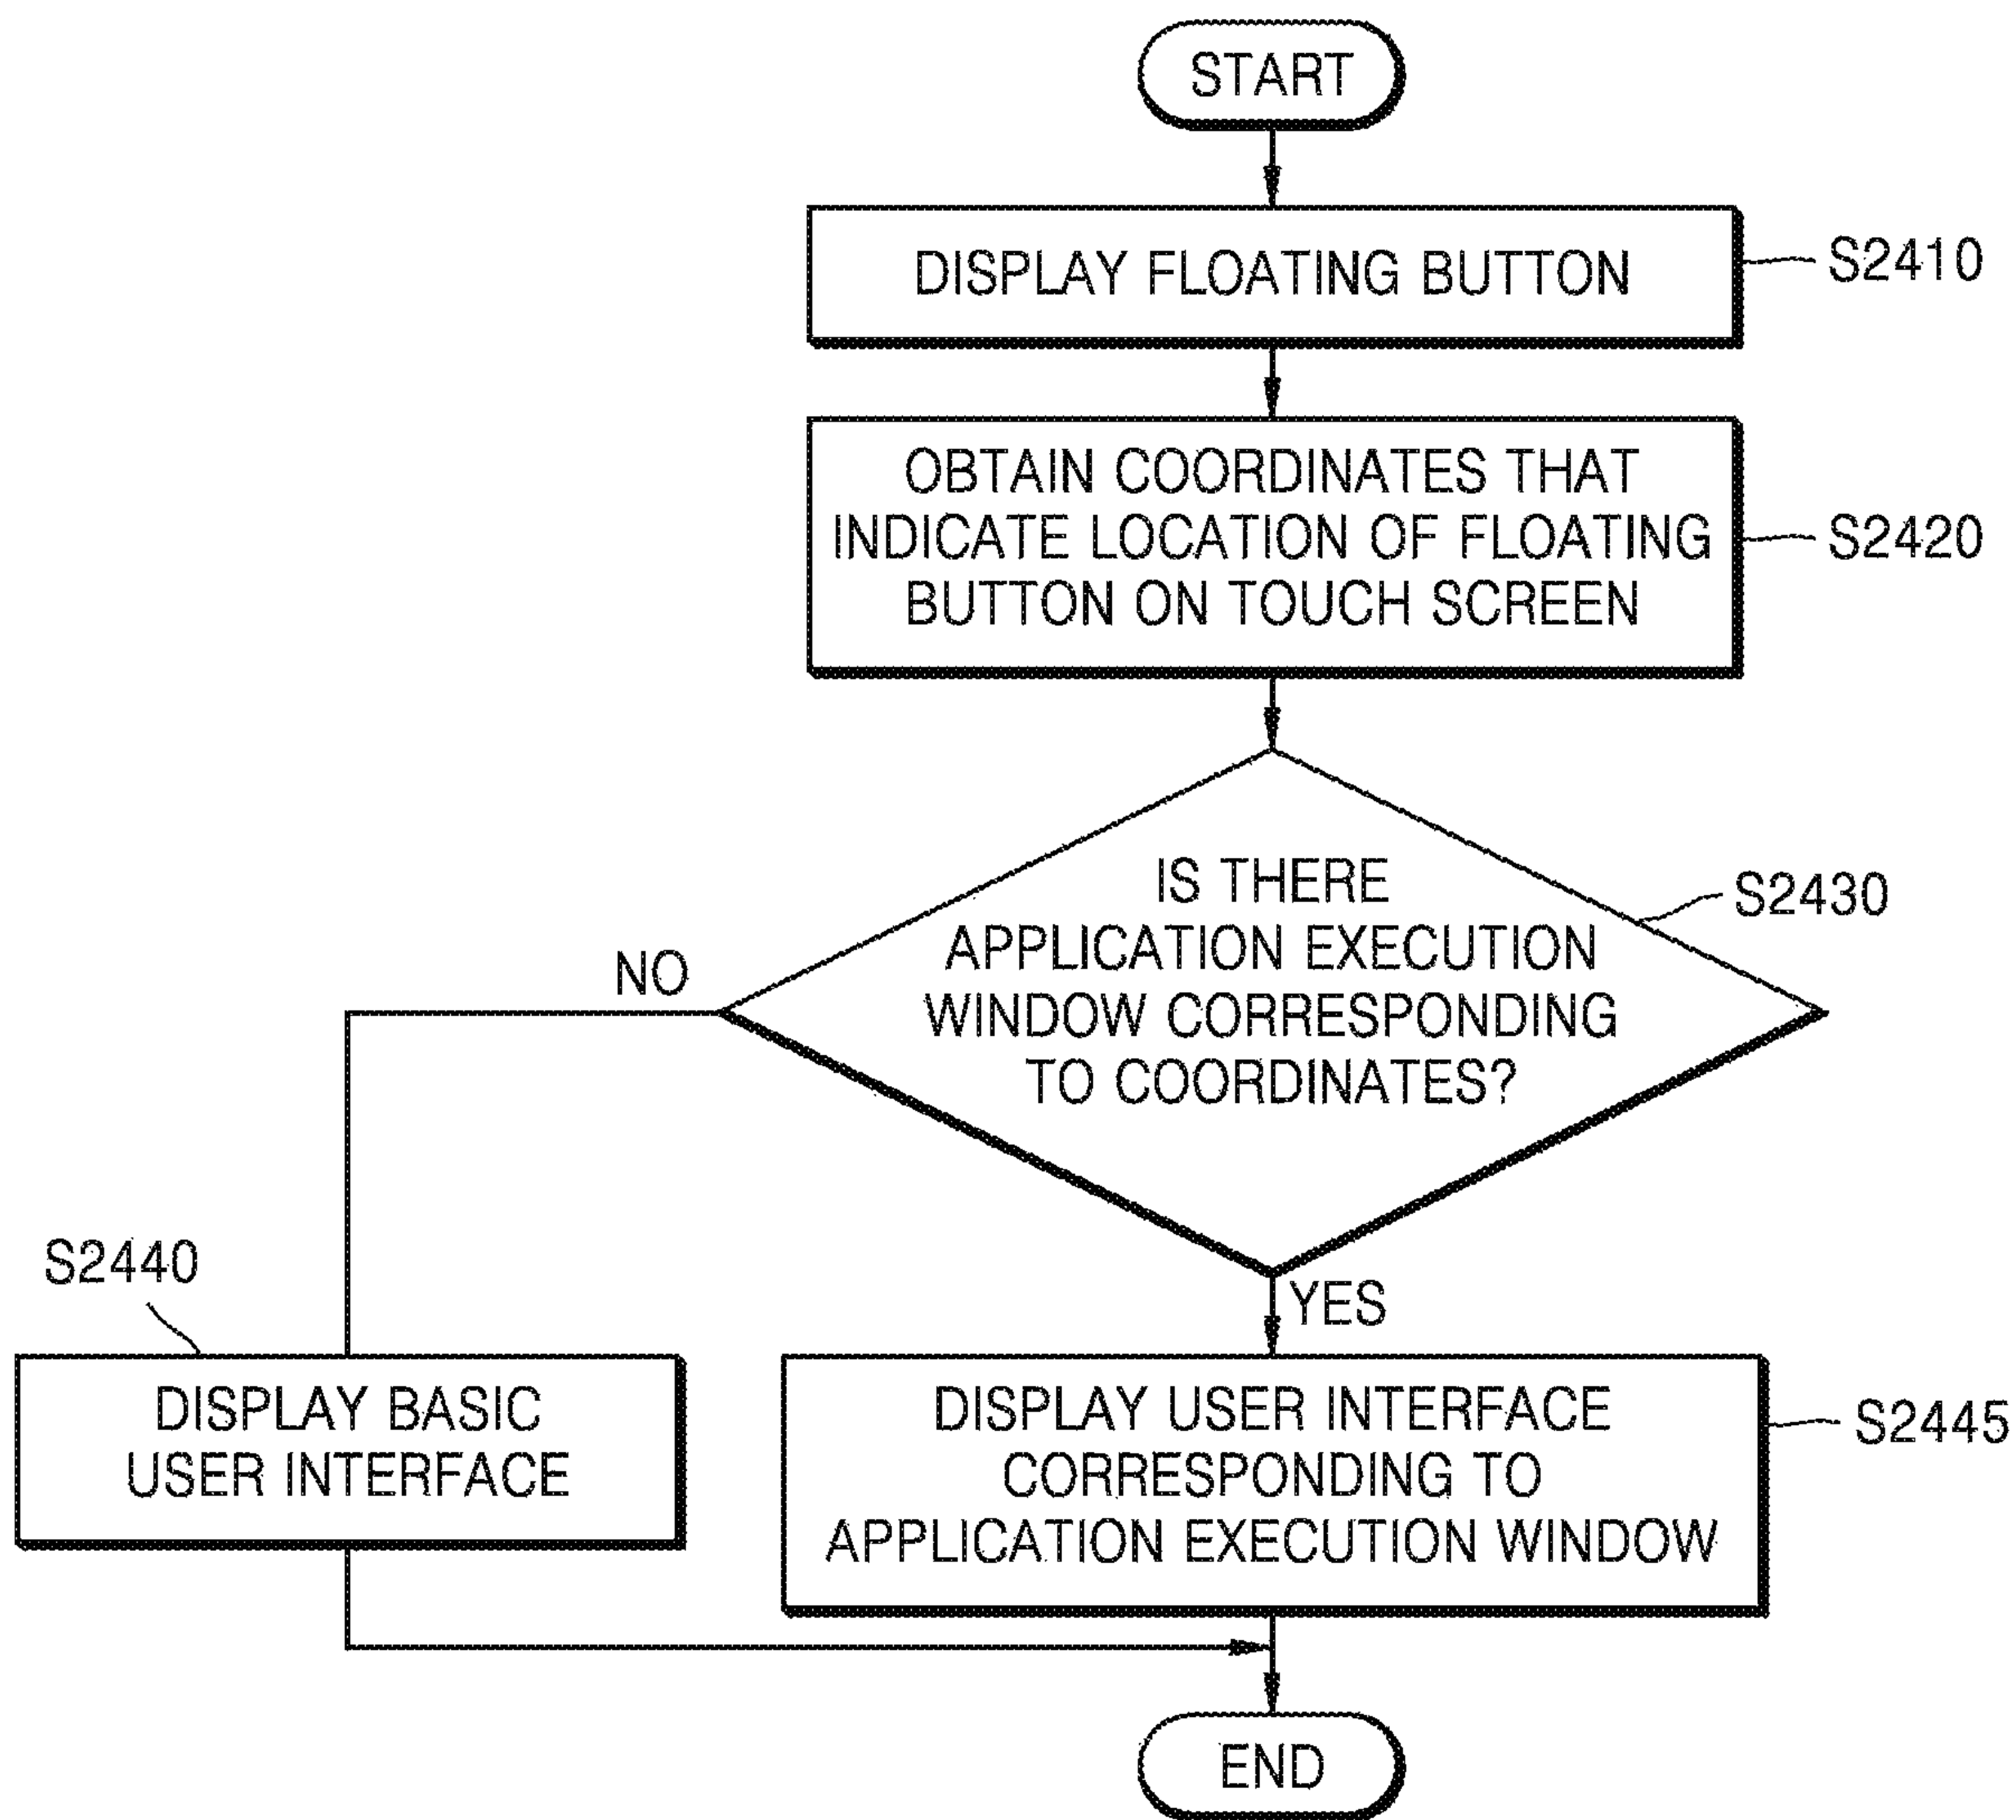 START
DISPLAY FLOATING BUTTON
S2410
OBTAIN COORDINATES THAT
INDICATE LOCATION OF FLOATING
BUTTON ON TOUCH SCREEN
S2420
IS THERE
APPLICATION EXECUTION
WINDOW CORRESPONDING
TO COORDINATES?
S2430
NO
YES
S2440
DISPLAY BASIC
USER INTERFACE
DISPLAY USER INTERFACE
CORRESPONDING TO
APPLICATION EXECUTION WINDOW
S2445
END